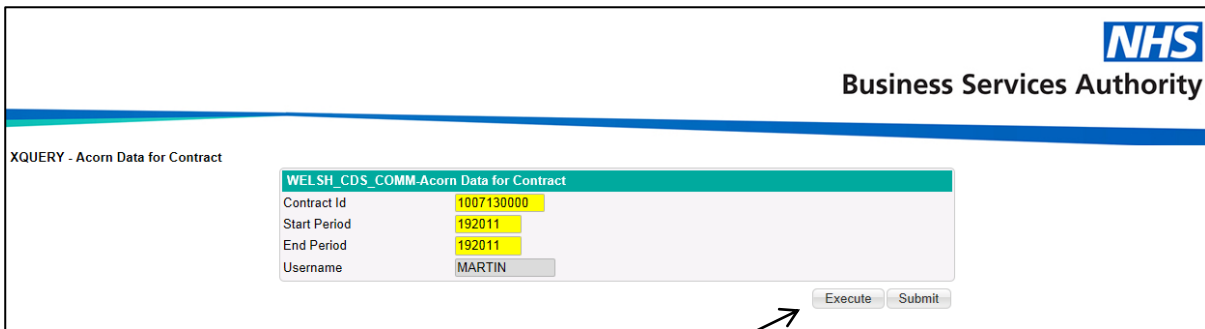 NHS
Business Services Authority
XQUERY - Acorn Data for Contract
WELSH_CDS_COMM-Acorn Data for Contract
Contract Id 1007130000
Start Period 192011
End Period 192011
Username MARTIN
Execute Submit